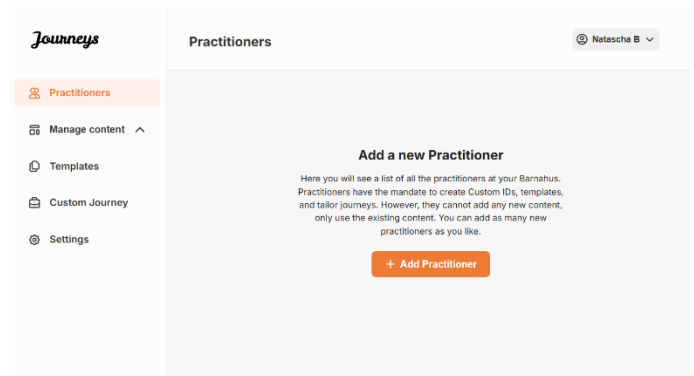 Journeys
Practitioners
Natascha B
Practitioners
Manage content
Templates
Custom Journey
Settings
Add a new Practitioner
Here you will see a list of all the practitioners at your Barnahus.
Practitioners have the mandate to create Custom IDs, templates,
and tailor journeys. However, they cannot add any new content,
only use the existing content. You can add as many new
practitioners as you like.
+ Add Practitioner